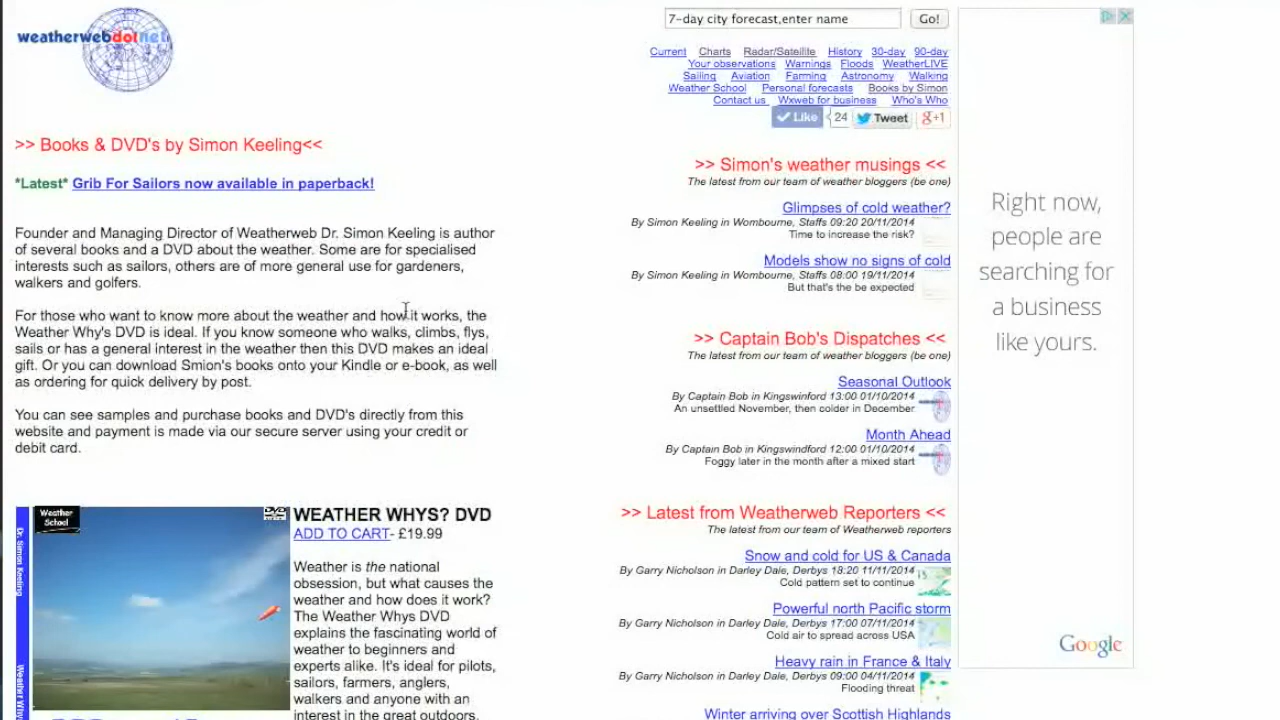 weatherwebdotnet
7-day city forecast,enter name
Go!
Current Charts Radar/Satellite History 30-day 90-day
Your observations Warnings Floods WeatherLIVE
Sailing Aviation Farming Astronomy Walking
Weather School Personal forecasts Books by Simon
Contact us Wxweb for business Who's Who
Like 24 Tweet g+1
>> Books & DVD's by Simon Keeling<<
*Latest* Grib For Sailors now available in paperback!
Founder and Managing Director of Weatherweb Dr. Simon Keeling is author
of several books and a DVD about the weather. Some are for specialised
interests such as sailors, others are of more general use for gardeners,
walkers and golfers.
For those who want to know more about the weather and how it works, the
Weather Why's DVD is ideal. If you know someone who walks, climbs, flys,
sails or has a general interest in the weather then this DVD makes an ideal
gift. Or you can download Smion's books onto your Kindle or e-book, as well
as ordering for quick delivery by post.
You can see samples and purchase books and DVD's directly from this
website and payment is made via our secure server using your credit or
debit card.
Weather
School
DVD
Dr. Simon Keeling
WEATHER WHYS? DVD
ADD TO CART- £19.99
Weather is the national
obsession, but what causes the
weather and how does it work?
The Weather Whys DVD
explains the fascinating world of
weather to beginners and
experts alike. It's ideal for pilots,
sailors, farmers, anglers,
walkers and anyone with an
interest in the great outdoors.
>> Simon's weather musings <<
The latest from our team of weather bloggers (be one)
Glimpses of cold weather?
By Simon Keeling in Wombourne, Staffs 09:20 20/11/2014
Time to increase the risk?
Models show no signs of cold
By Simon Keeling in Wombourne, Staffs 08:00 19/11/2014
But that's the be expected
>> Captain Bob's Dispatches <<
The latest from our team of weather bloggers (be one)
Seasonal Outlook
By Captain Bob in Kingswinford 13:00 01/10/2014
An unsettled November, then colder in December
Month Ahead
By Captain Bob in Kingswindford 12:00 01/10/2014
Foggy later in the month after a mixed start
>> Latest from Weatherweb Reporters <<
The latest from our team of Weatherweb reporters
Snow and cold for US & Canada
By Garry Nicholson in Darley Dale, Derbys 18:20 11/11/2014
Cold pattern set to continue
Powerful north Pacific storm
By Garry Nicholson in Darley Dale, Derbys 17:00 07/11/2014
Cold air to spread across USA
Heavy rain in France & Italy
By Garry Nicholson in Darley Dale, Derbys 09:00 04/11/2014
Flooding threat
Winter arriving over Scottish Highlands
Right now,
people are
searching for
a business
like yours.
Google